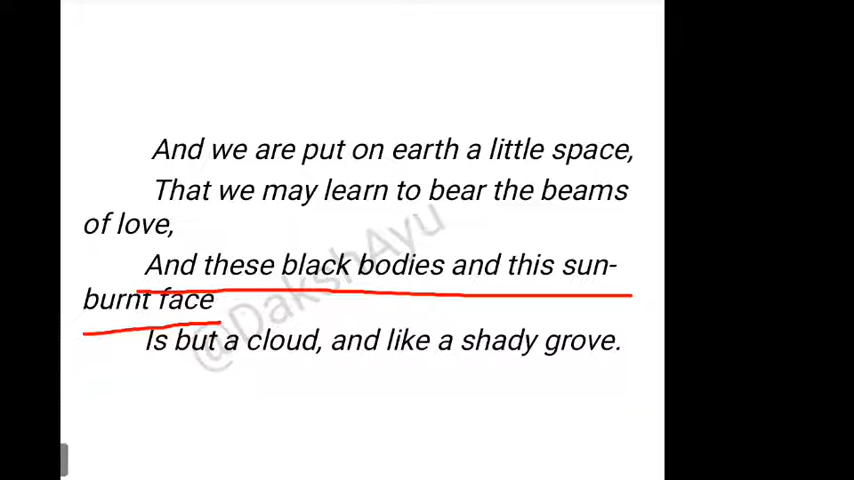 And we are put on earth a little space,
That we may learn to bear the beams
of love,
And these black bodies and this sun-
burnt face
Is but a cloud, and like a shady grove.
@DakshAyu